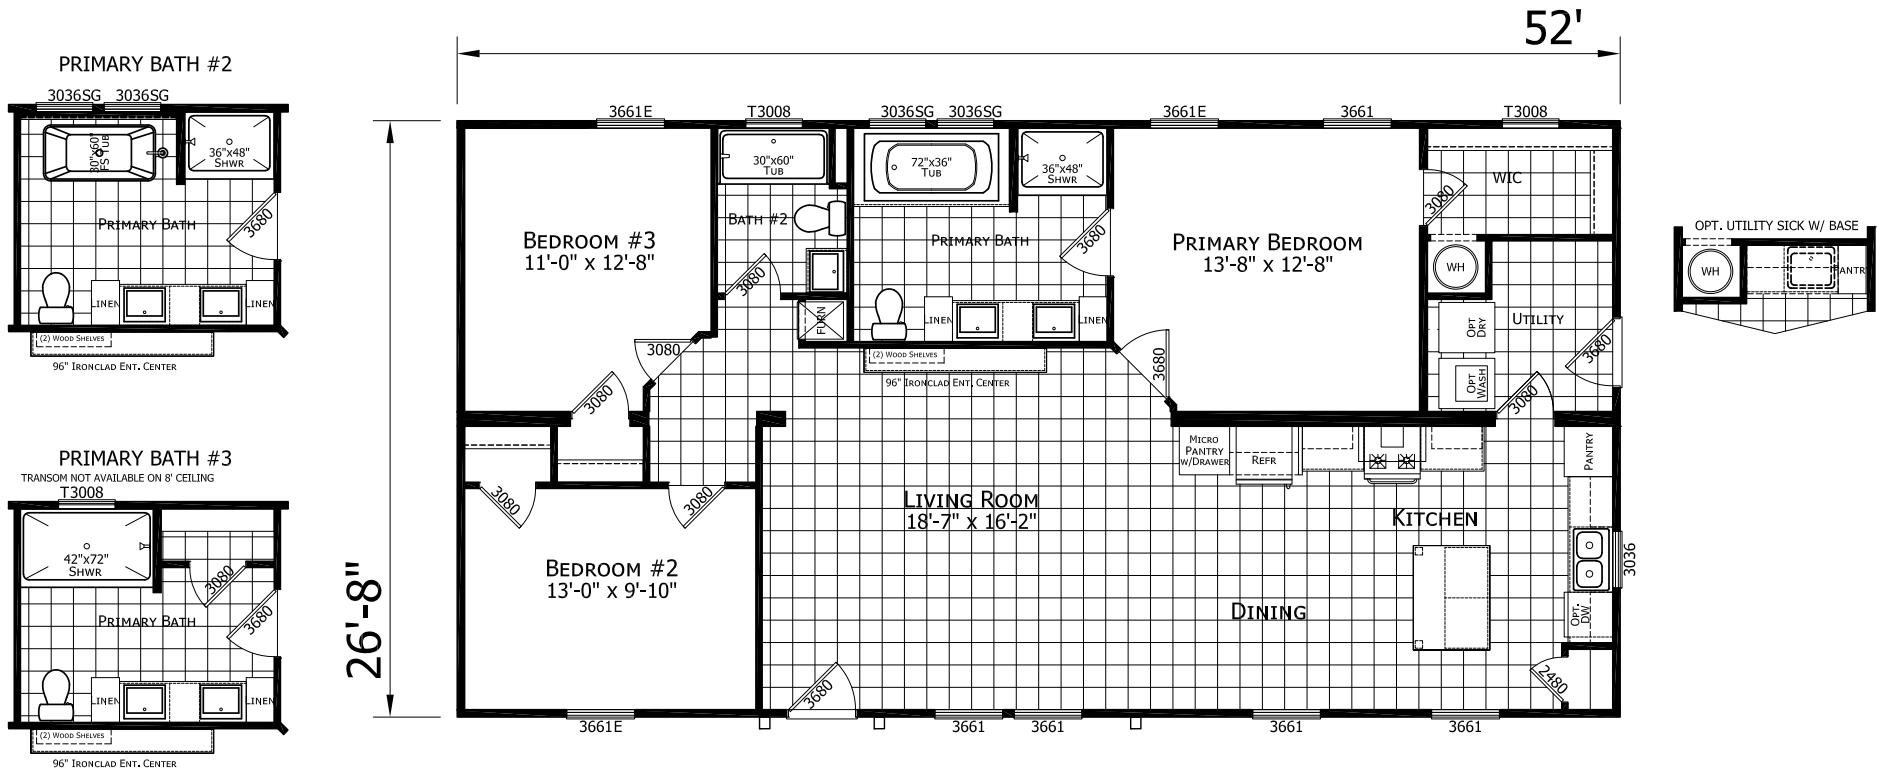 52'
26'-8"
PRIMARY BATH #2
3036SG 3036SG
30"x60"
FS TUB
36"x48"
SHWR
PRIMARY BATH
3680
LINEN
LINEN
(2) WOOD SHELVES
96" IRONCLAD ENT. CENTER
PRIMARY BATH #3
TRANSOM NOT AVAILABLE ON 8' CEILING
T3008
42"x72"
SHWR
3080
PRIMARY BATH
3680
LINEN
LINEN
(2) WOOD SHELVES
96" IRONCLAD ENT. CENTER
3661E
T3008
3036SG 3036SG
3661E
3661
T3008
BEDROOM #3
11'-0" x 12'-8"
3080
3080
30"x60"
TUB
BATH #2
3080
FURN
72"x36"
TUB
36"x48"
SHWR
PRIMARY BATH
3680
LINEN
LINEN
(2) WOOD SHELVES
96" IRONCLAD ENT. CENTER
PRIMARY BEDROOM
13'-8" x 12'-8"
3680
WIC
3080
WH
UTILITY
OPT
DRY
OPT
WASH
3680
3080
3080
3080
BEDROOM #2
13'-0" x 9'-10"
LIVING ROOM
18'-7" x 16'-2"
MICRO
PANTRY
W/DRAWER
REFR
PANTRY
KITCHEN
3036
DINING
OPT.
DW
2480
3680
3661E
3661
3661
3661
3661
OPT. UTILITY SICK W/ BASE
WH
PANTRY